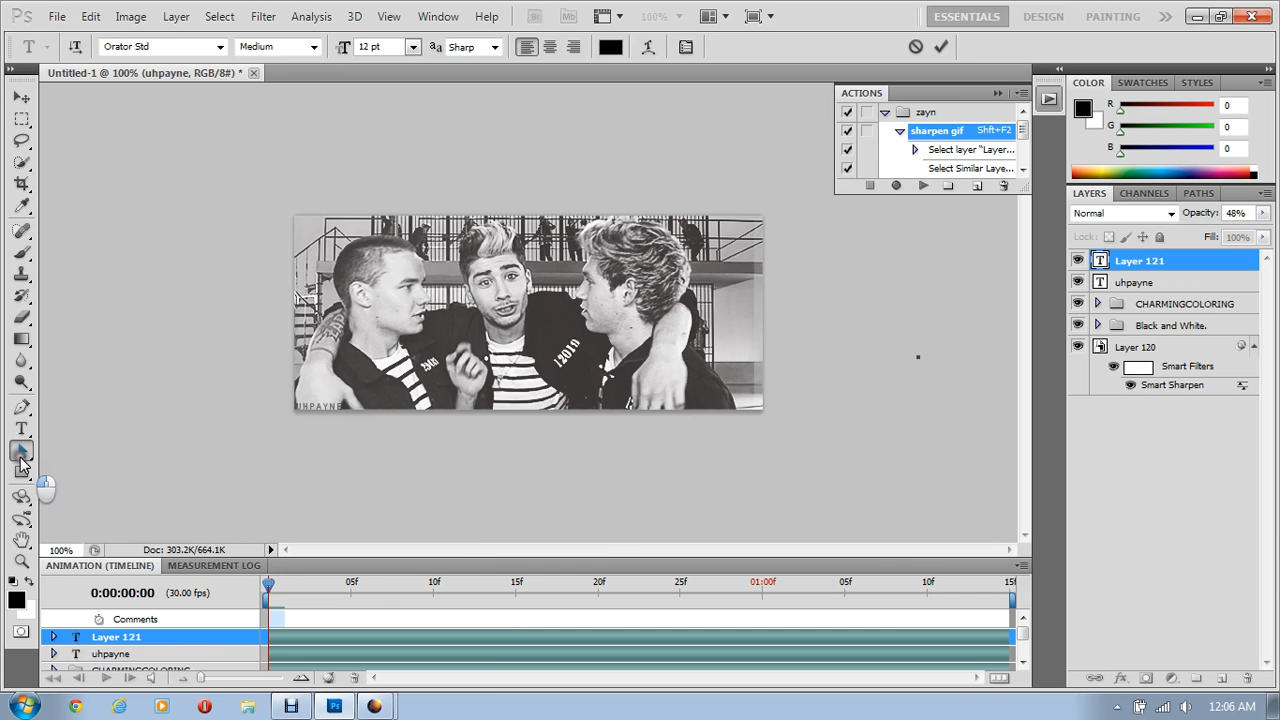 Ps File Edit Image Layer Select Filter Analysis 3D View Window Help Br Mb 100% ESSENTIALS DESIGN PAINTING
T Orator Std Medium 12 pt Sharp
Untitled-1 @ 100% (uhpayne, RGB/8#) *
ACTIONS
zayn
sharpen gif Shft+F2
Select layer "Layer...
Select Similar Laye...
COLOR SWATCHES STYLES
R 0
G 0
B 0
LAYERS CHANNELS PATHS
Normal Opacity: 48%
Lock: Fill: 100%
T Layer 121
T uhpayne
CHARMINGCOLORING
Black and White.
Layer 120
Smart Filters
Smart Sharpen
12019
UHPAYNE
100% Doc: 303.2K/664.1K
ANIMATION (TIMELINE) MEASUREMENT LOG
0:00:00:00 (30.00 fps) 05f 10f 15f 20f 25f 01:00f 05f 10f 15f
Comments
T Layer 121
T uhpayne
CHARMINGCOLORING
12:06 AM